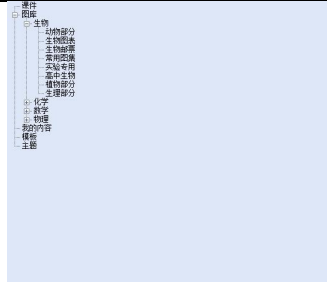 课件
图库
生物
动物部分
生物图表
生物邮票
常用图集
实验专用
高中生物
植物部分
生理部分
化学
数学
物理
我的内容
模板
主题